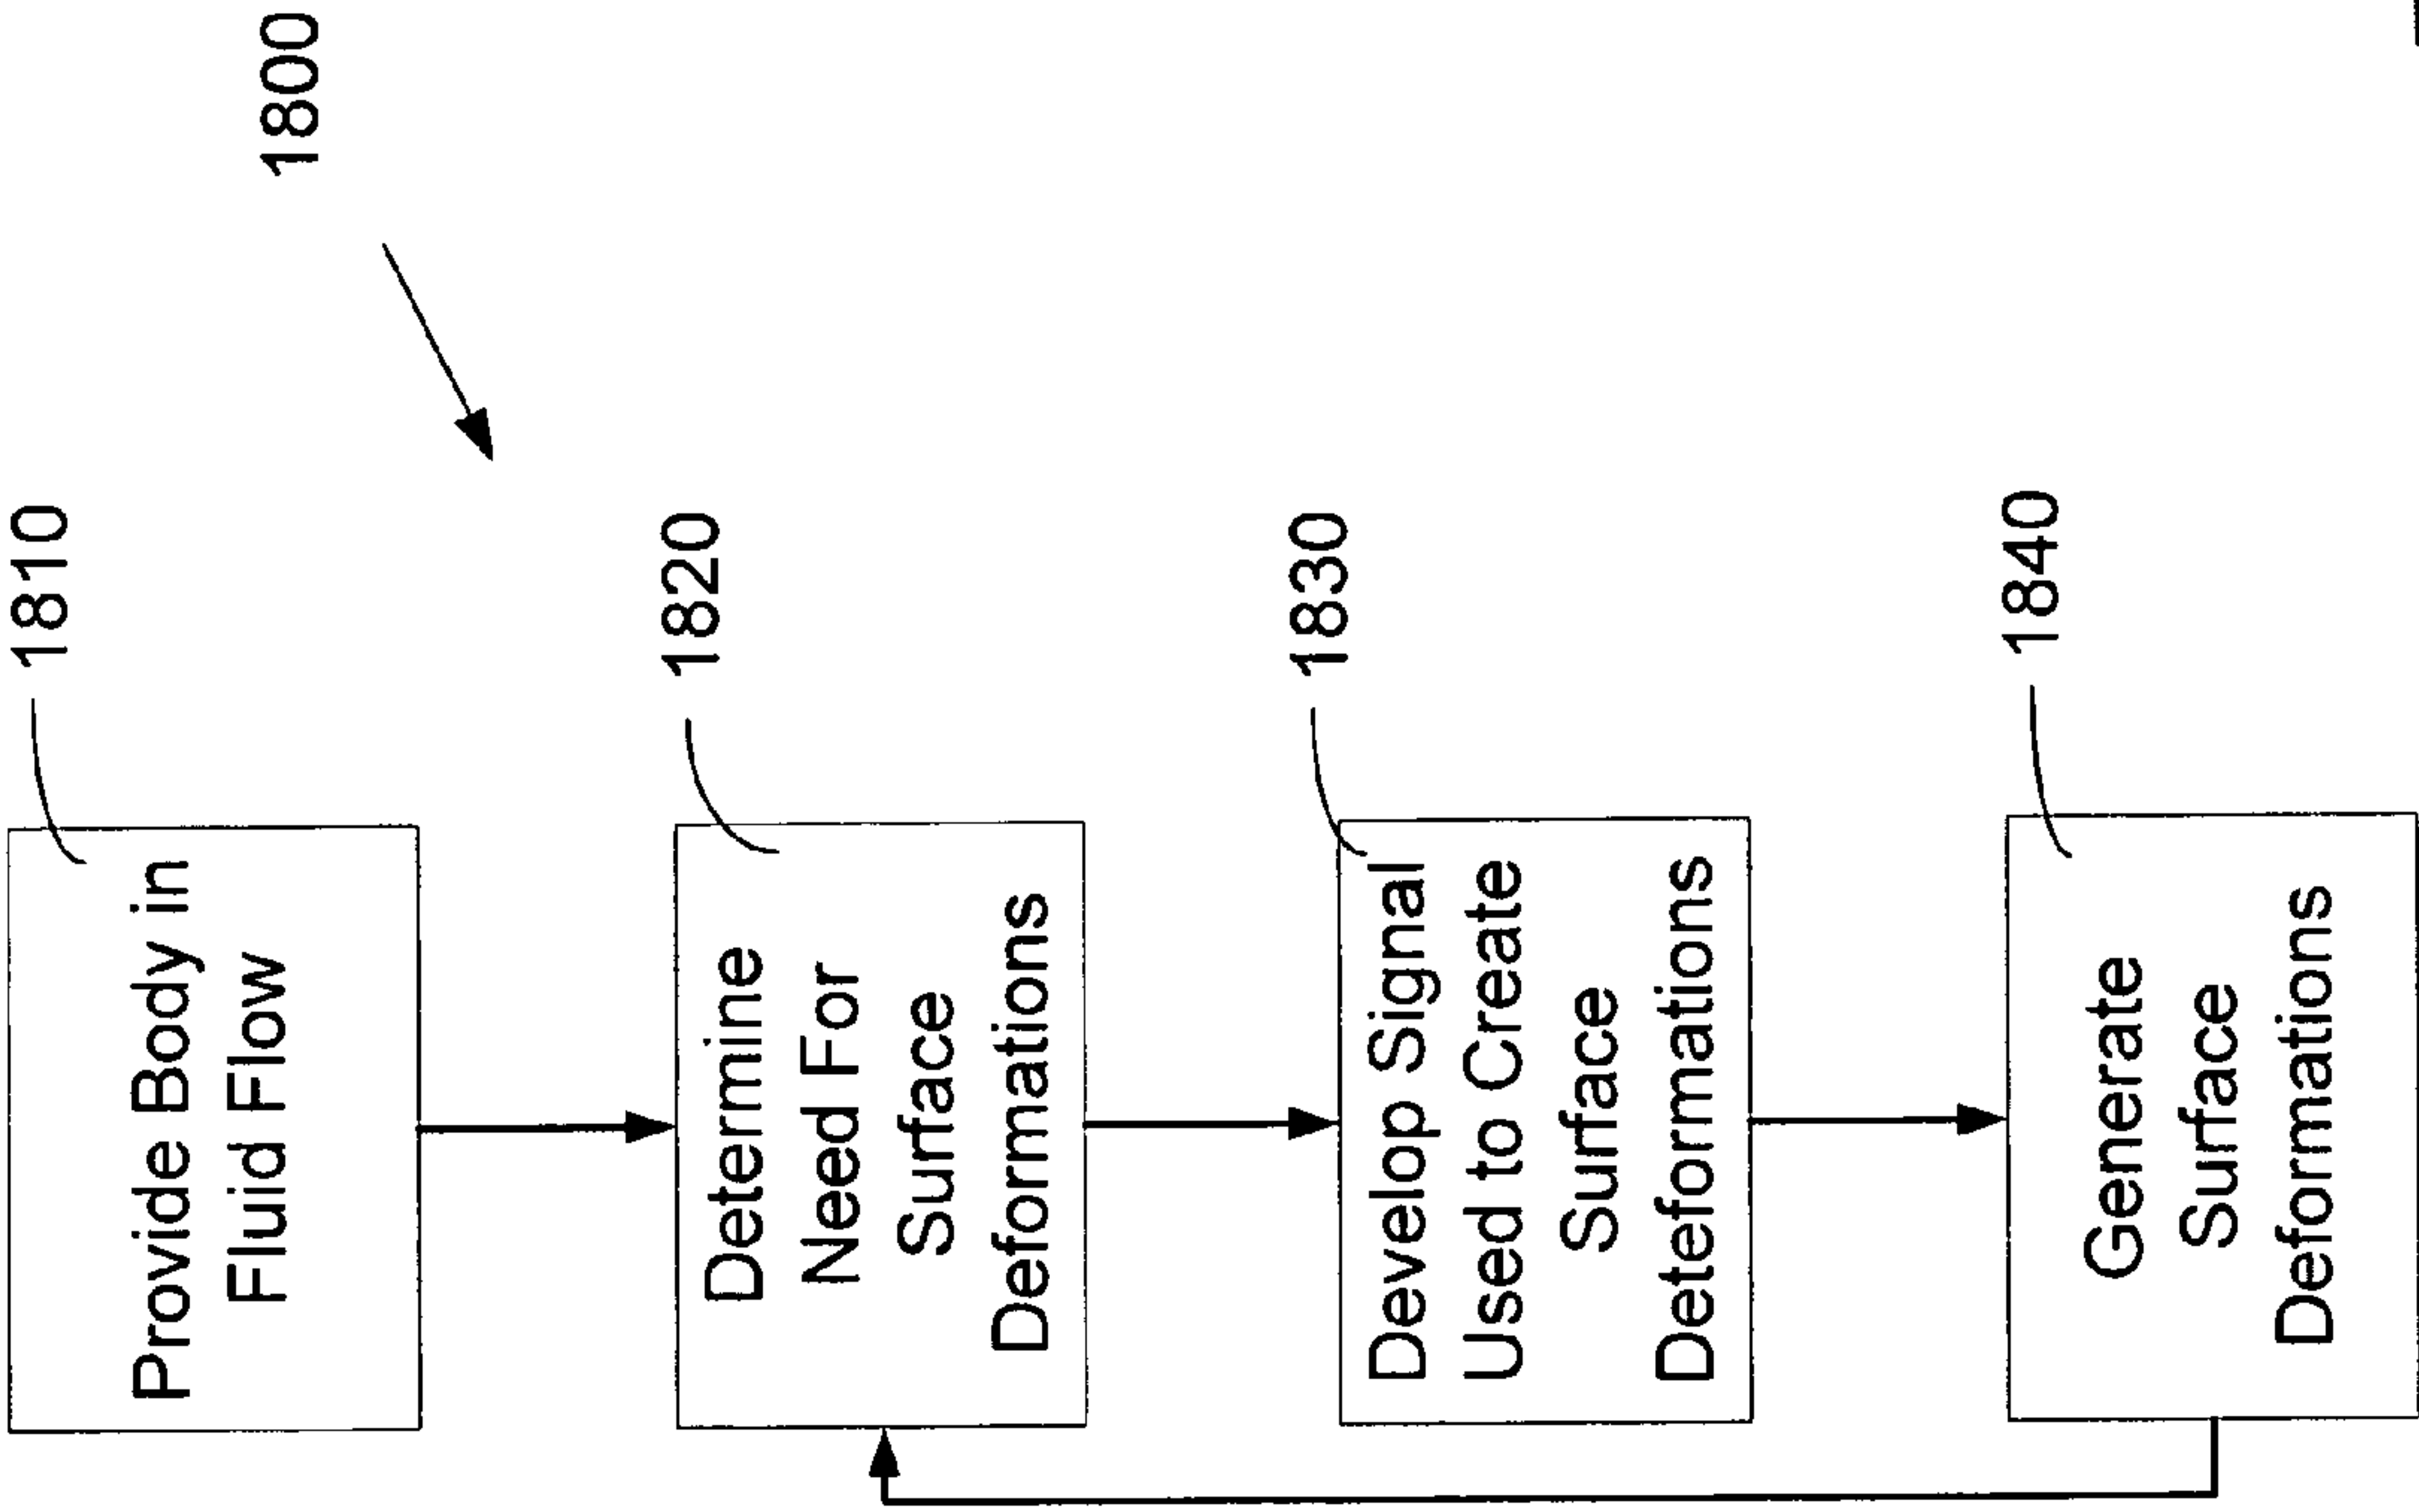 1800
1810
Provide Body in
Fluid Flow
1820
Determine
Need For
Surface
Deformations
1830
Develop Signal
Used to Create
Surface
Deteformations
1840
Generate
Surface
Deformations